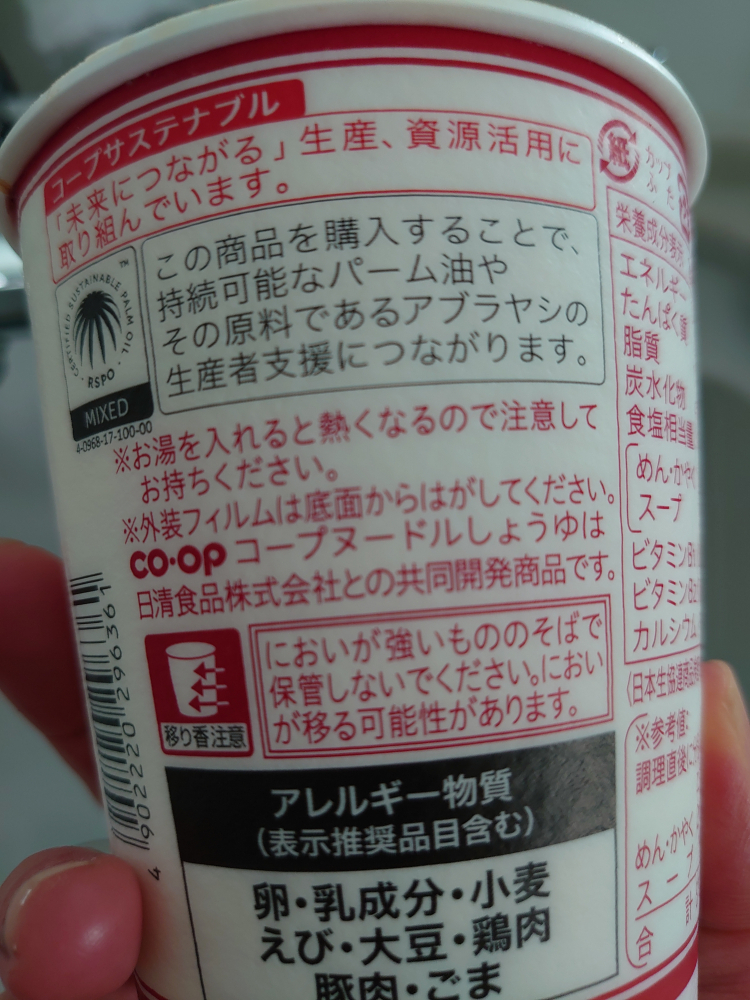 コープサステナブル
「未来につながる」生産、資源活用に
取り組んでいます。
CERTIFIED SUSTAINABLE PALM OIL
TM
RSPO
MIXED
4-0968-17-100-00
この商品を購入することで、
持続可能なパーム油や
その原料であるアブラヤシの
生産者支援につながります。
※お湯を入れると熱くなるので注意して
お持ちください。
※外装フィルムは底面からはがしてください。
CO・OP コープヌードルしょうゆは
日清食品株式会社との共同開発商品です。
移り香注意
においが強いもののそばで
保管しないでください。におい
が移る可能性があります。
アレルギー物質
(表示推奨品目含む)
卵・乳成分・小麦
えび・大豆・鶏肉
豚肉・ごま
4 902220 296361
紙
カップ
ふた
栄養成分表示
エネルギー
たんぱく質
脂質
炭水化物
食塩相当量
めん・かやく
スープ
ビタミンB1
ビタミンB2
カルシウム
※参考値
調理直後に
めん・かやく
スープ
合 計